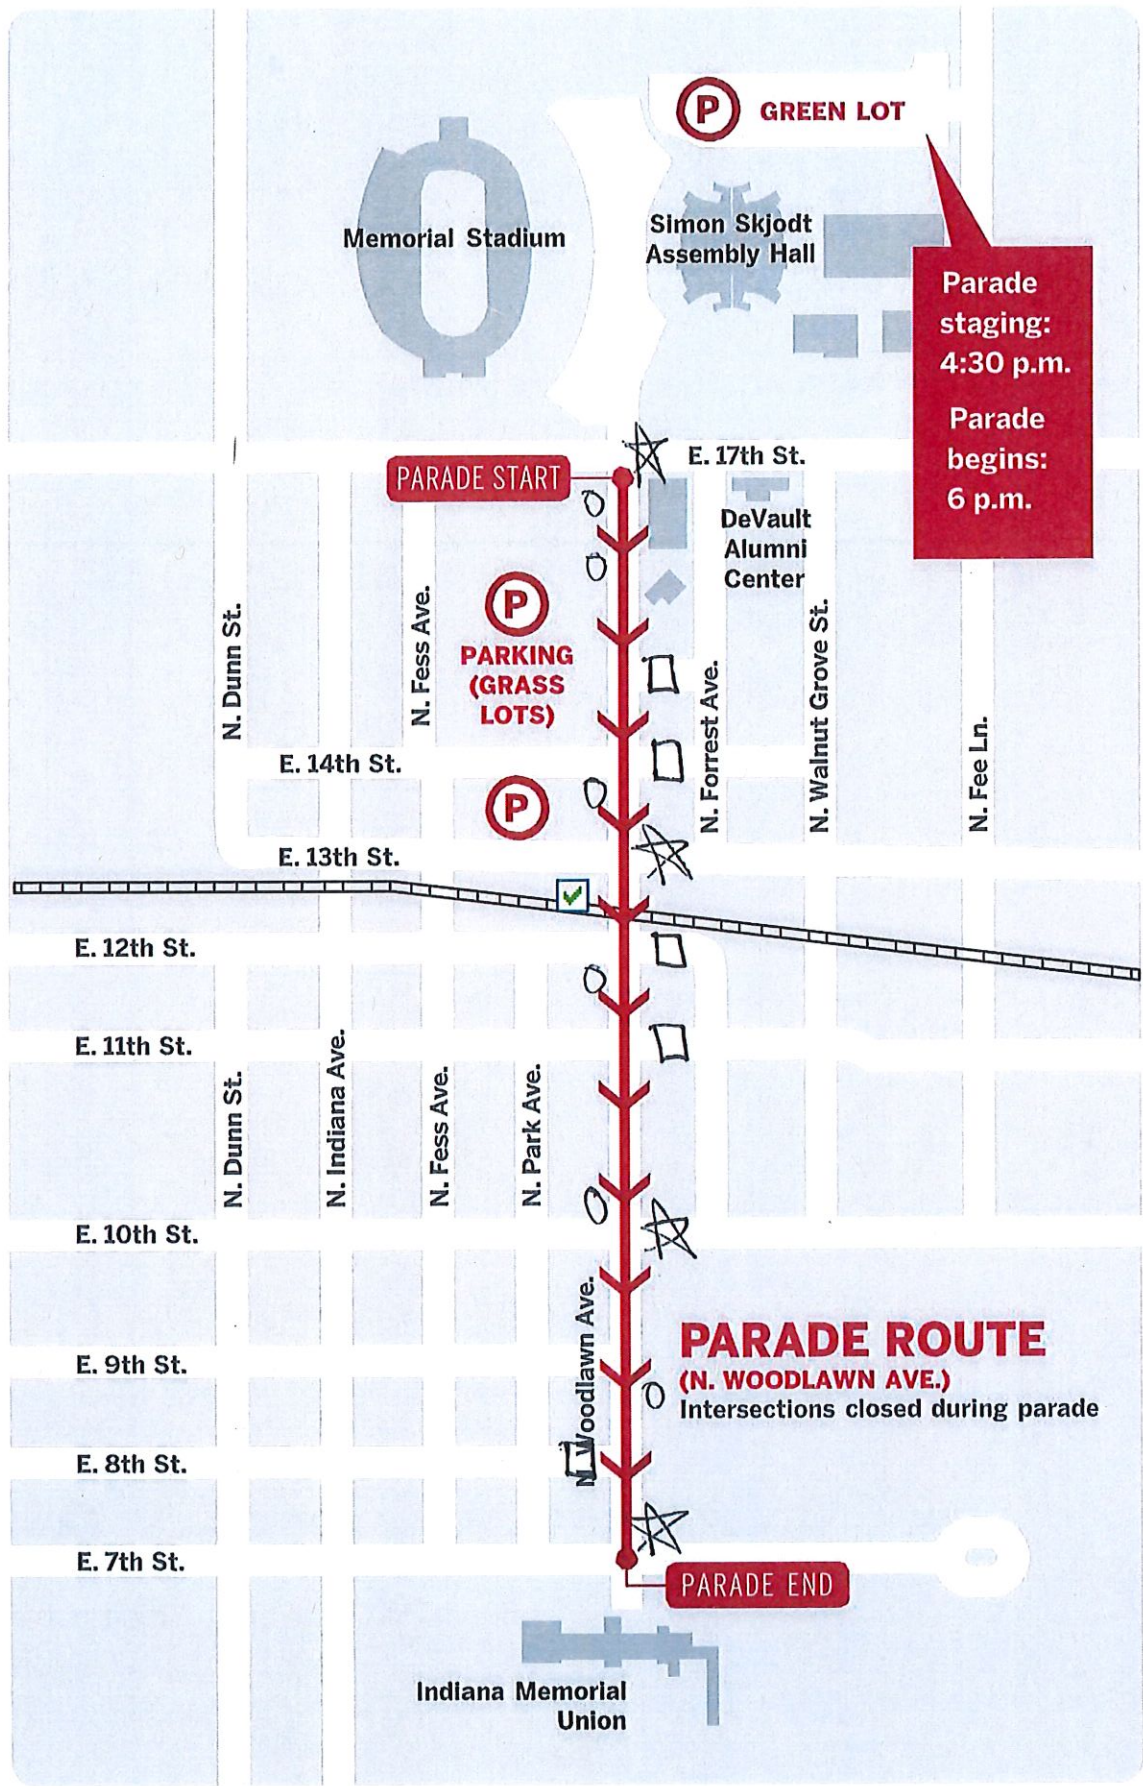 P GREEN LOT
Memorial Stadium
Simon Skjodt
Assembly Hall
Parade
staging:
4:30 p.m.
Parade
begins:
6 p.m.
PARADE START
E. 17th St.
DeVault
Alumni
Center
P
PARKING
(GRASS
LOTS)
N. Dunn St.
N. Fess Ave.
N. Forrest Ave.
N. Walnut Grove St.
N. Fee Ln.
E. 14th St.
P
E. 13th St.
E. 12th St.
E. 11th St.
N. Dunn St.
N. Indiana Ave.
N. Fess Ave.
N. Park Ave.
E. 10th St.
N. Woodlawn Ave.
PARADE ROUTE
(N. WOODLAWN AVE.)
Intersections closed during parade
E. 9th St.
E. 8th St.
E. 7th St.
PARADE END
Indiana Memorial
Union